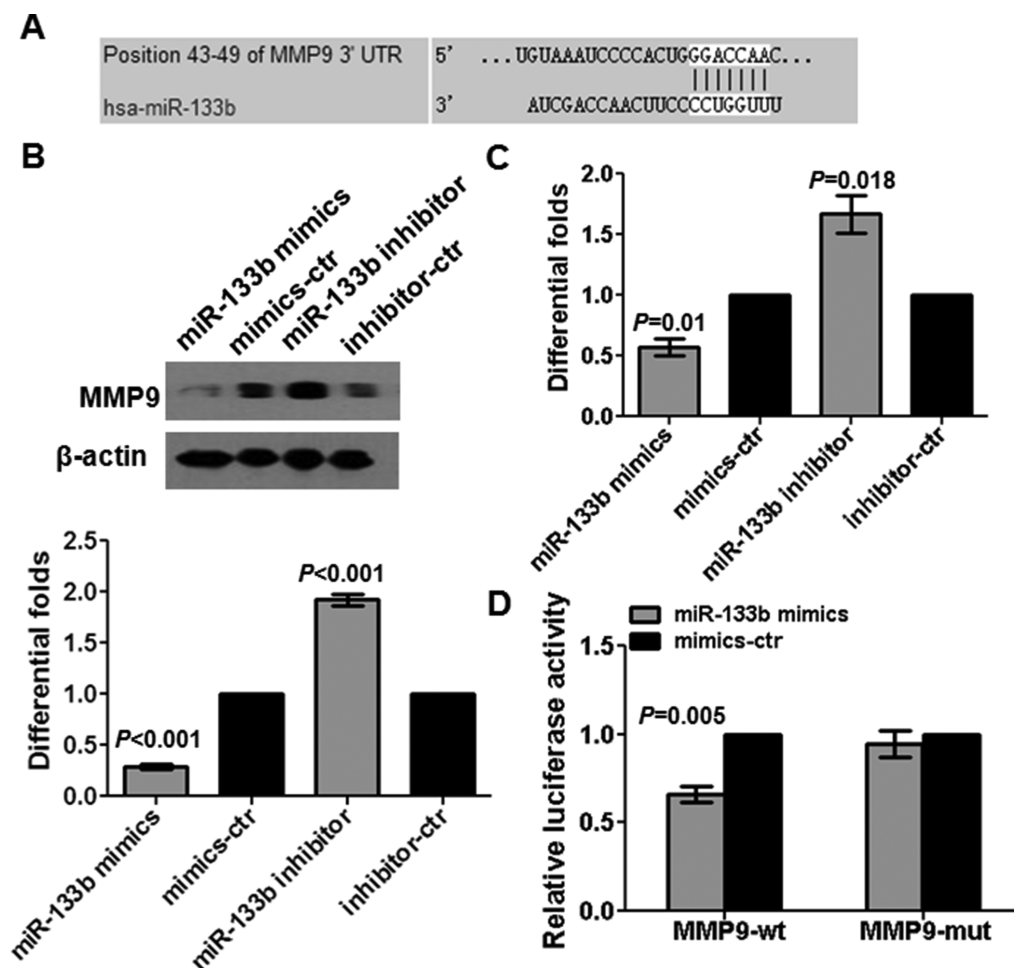 A
Position 43-49 of MMP9 3' UTR 5' ...UGUAAAUCCCCACUGGGACCAAC...
hsa-miR-133b 3' AUCGACCAACUUCCCCUGGUUU
B
miR-133b mimics
mimics-ctr
miR-133b inhibitor
inhibitor-ctr
MMP9
β-actin
Differential folds
2.5
2.0
1.5
1.0
0.5
0.0
P<0.001
P<0.001
miR-133b mimics
mimics-ctr
miR-133b inhibitor
inhibitor-ctr
C
Differential folds
2.0
1.5
1.0
0.5
0.0
P=0.01
P=0.018
miR-133b mimics
mimics-ctr
miR-133b inhibitor
inhibitor-ctr
D
miR-133b mimics
mimics-ctr
Relative luciferase activity
1.5
1.0
0.5
0.0
P=0.005
MMP9-wt
MMP9-mut